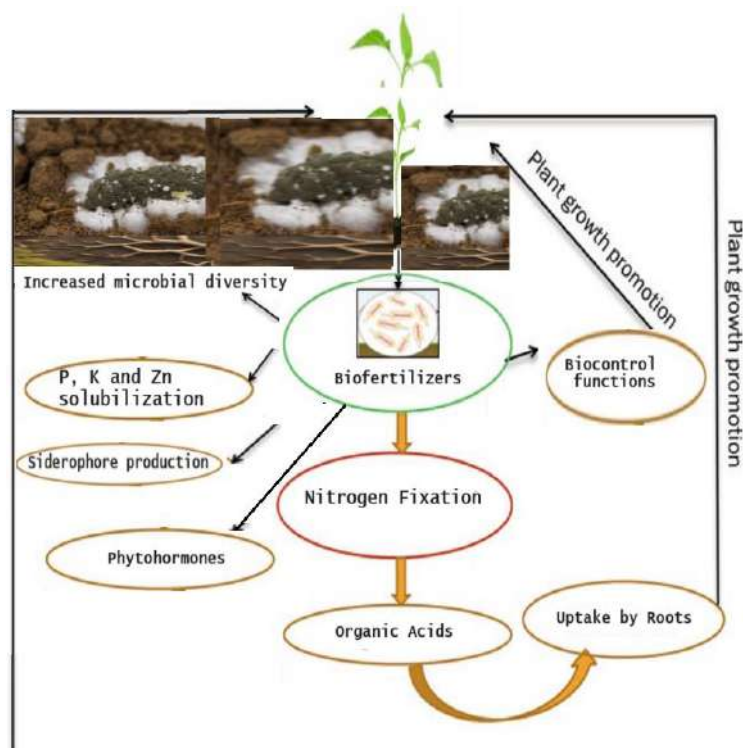 Plant growth promotion
Plant growth promotion
Increased microbial diversity
Biofertilizers
Biocontrol
functions
P, K and Zn
solubilization
Siderophore production
Nitrogen Fixation
Phytohormones
Organic Acids
Uptake by Roots